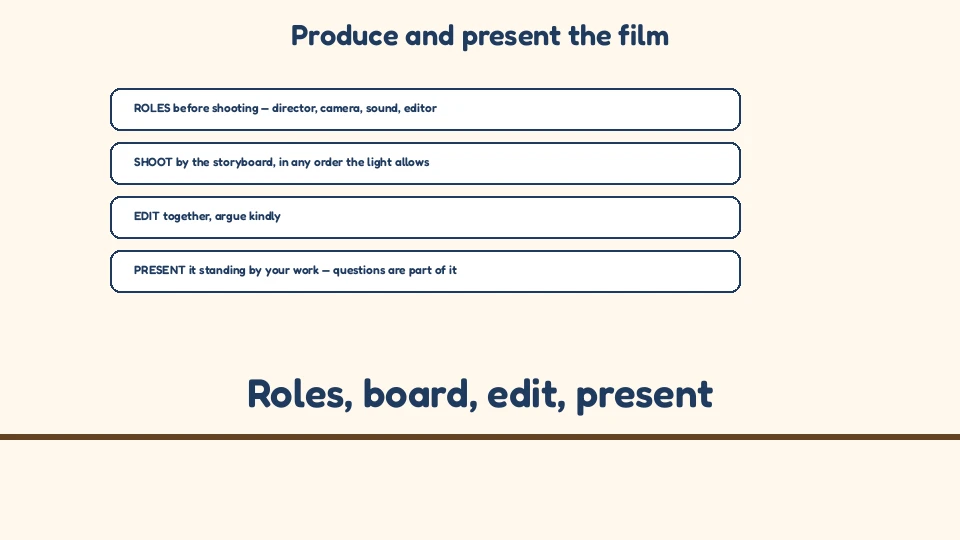 Produce and present the film
ROLES before shooting — director, camera, sound, editor
SHOOT by the storyboard, in any order the light allows
EDIT together, argue kindly
PRESENT it standing by your work — questions are part of it
Roles, board, edit, present